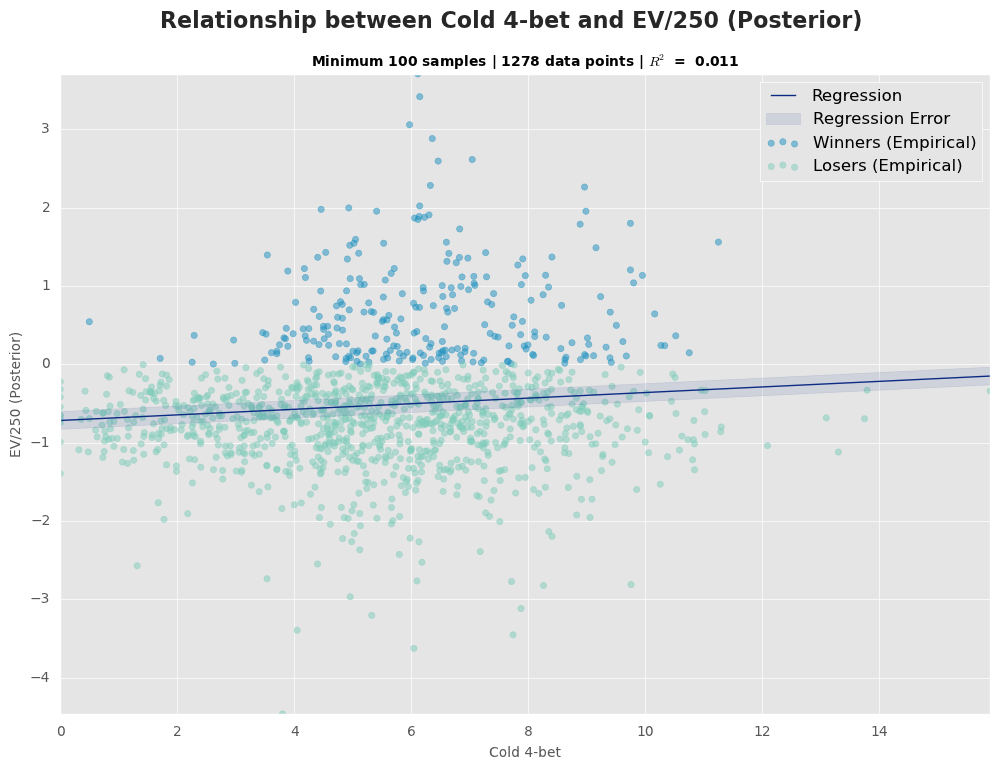 Relationship between Cold 4-bet and EV/250 (Posterior)
Minimum 100 samples | 1278 data points | R² = 0.011
Regression
Regression Error
Winners (Empirical)
Losers (Empirical)
3
2
1
0
−1
−2
−3
−4
EV/250 (Posterior)
0 2 4 6 8 10 12 14
Cold 4-bet